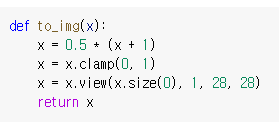 def to_img(x):
    x = 0.5 * (x + 1)
    x = x.clamp(0, 1)
    x = x.view(x.size(0), 1, 28, 28)
    return x